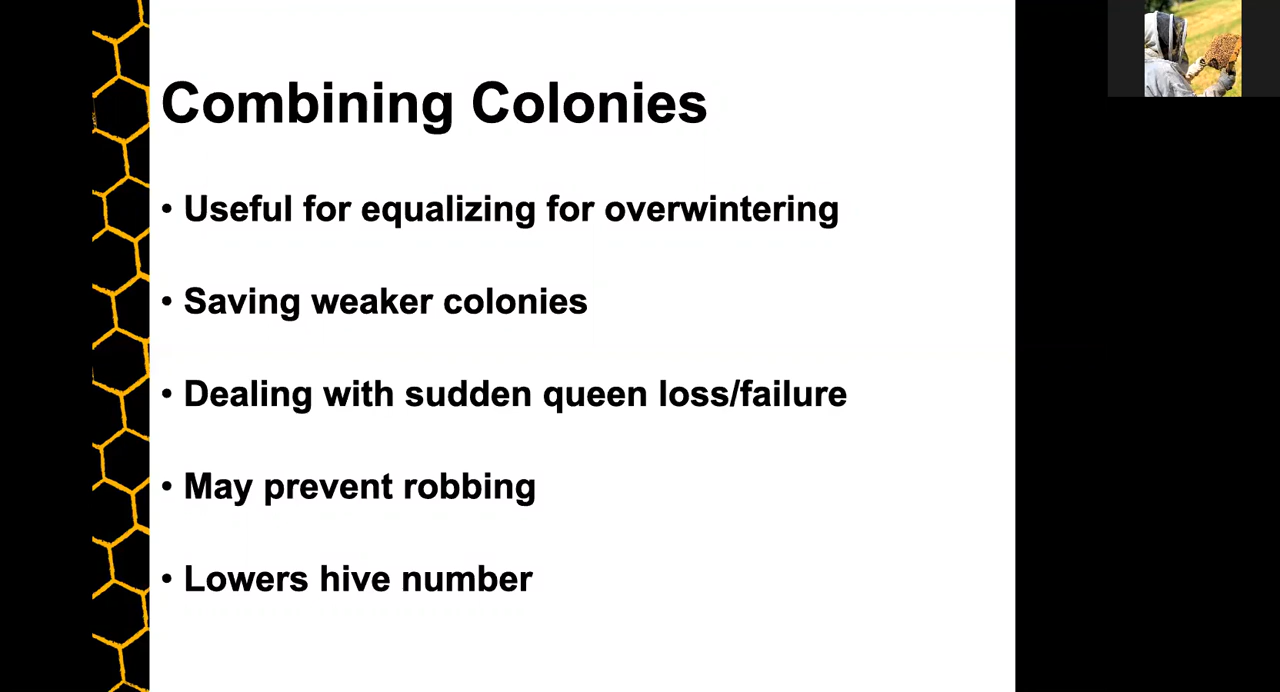 Combining Colonies
• Useful for equalizing for overwintering
• Saving weaker colonies
• Dealing with sudden queen loss/failure
• May prevent robbing
• Lowers hive number